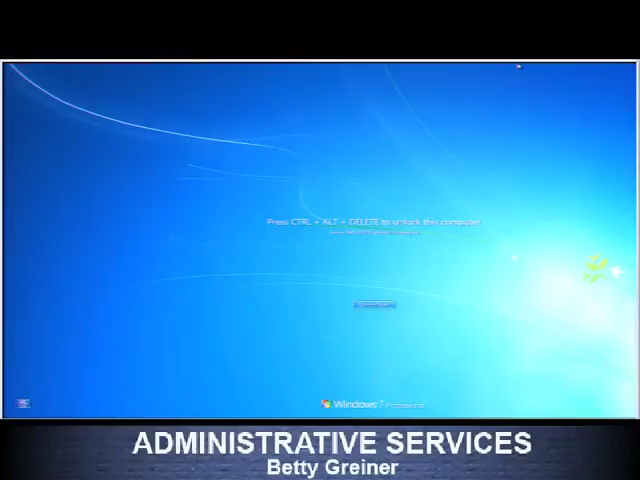 Press CTRL + ALT + DELETE to unlock this computer
Windows 7 Professional
ADMINISTRATIVE SERVICES
Betty Greiner